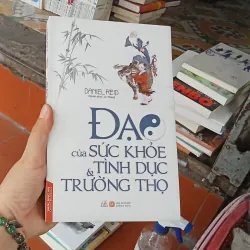 DANIEL REID
ĐẠO
của SỨC KHỎE
TÌNH DỤC
&
TRƯỜNG THỌ